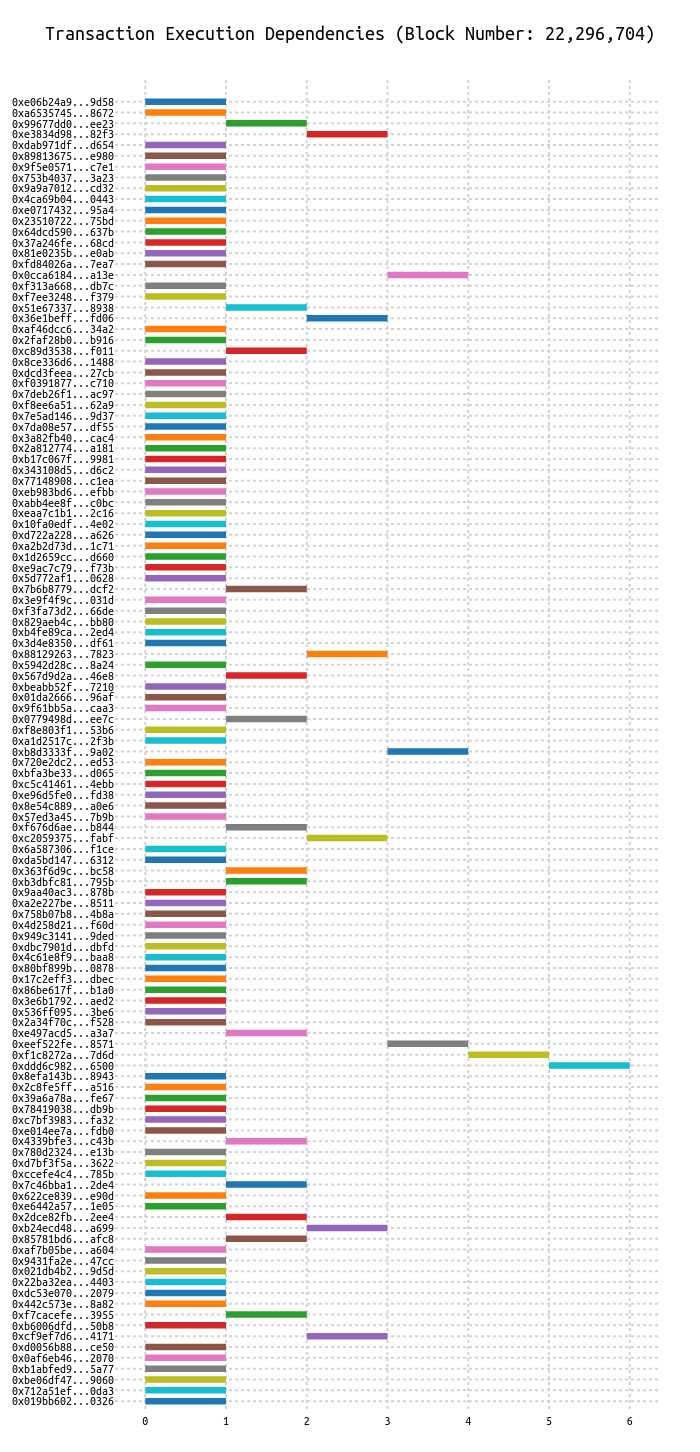 Transaction Execution Dependencies (Block Number: 22,296,704)
0xe06b24a9...9d58
0xa6535745...8672
0x99677dd0...ee23
0xe3834d98...82f3
0xdab971df...d654
0x89813675...e980
0x9f5e0571...c7e1
0x753b4037...3a23
0x9a9a7012...cd32
0x4ca69b04...0443
0xe0717432...95a4
0x23510722...75bd
0x64dcd590...637b
0x37a246fe...68cd
0x81e0235b...e0ab
0xfd84026a...7ea7
0x0cca6184...a13e
0xf313a668...db7c
0xf7ee3248...f379
0x51e67337...8938
0x36e1beff...fd06
0xaf46dcc6...34a2
0x2faf28b0...b916
0xc89d3538...f011
0x8ce336d6...1488
0xdcd3feea...27cb
0xf0391877...c710
0x7deb26f1...ac97
0xf8ee6a51...62a9
0x7e5ad146...9d37
0x7da08e57...df55
0x3a82fb40...cac4
0x2a812774...a181
0xb17c067f...9981
0x343108d5...d6c2
0x77148908...c1ea
0xeb983bd6...efbb
0xabb4ee8f...c0bc
0xeaa7c1b1...2c16
0x10fa0edf...4e02
0xd722a228...a626
0xa2b2d73d...1c71
0x1d2659cc...d660
0xe9ac7c79...f73b
0x5d772af1...0628
0x7b6b8779...dcf2
0x3e9f4f9c...031d
0xf3fa73d2...66de
0x829aeb4c...bb80
0xb4fe89ca...2ed4
0x3d4e8350...df61
0x88129263...7823
0x5942d28c...8a24
0x567d9d2a...46e8
0xbeabb52f...7210
0x01da2666...96af
0x9f61bb5a...caa3
0x0779498d...ee7c
0xf8e803f1...53b6
0xa1d2517c...2f3b
0xb8d3333f...9a02
0x720e2dc2...ed53
0xbfa3be33...d065
0xc5c41461...4ebb
0xe96d5fe0...fd38
0x8e54c889...a0e6
0x57ed3a45...7b9b
0xf676d6ae...b844
0xc2059375...fabf
0x6a587306...f1ce
0xda5bd147...6312
0x363f6d9c...bc58
0xb3dbfc81...795b
0x9aa40ac3...878b
0xa2e227be...8511
0x758b07b8...4b8a
0x4d258d21...f60d
0x949c3141...9ded
0xdbc7901d...dbfd
0x4c61e8f9...baa8
0x80bf899b...0878
0x17c2eff3...dbec
0x86be617f...b1a0
0x3e6b1792...aed2
0x536ff095...3be6
0x2a34f70c...f528
0xe497acd5...a3a7
0xeef522fe...8571
0xf1c8272a...7d6d
0xddd6c982...6500
0x8efa143b...8943
0x2c8fe5ff...a516
0x39a6a78a...fe67
0x78419038...db9b
0xc7bf3983...fa32
0xe014ee7a...fdb0
0x4339bfe3...c43b
0x780d2324...e13b
0xd7bf3f5a...3622
0xccefe4c4...785b
0x7c46bba1...2de4
0x622ce839...e90d
0xe6442a57...1e05
0x2dce82fb...2ee4
0xb24ecd48...a699
0x85781bd6...afc8
0xaf7b05be...a604
0x9431fa2e...47cc
0x021db4b2...9d5d
0x22ba32ea...4403
0xdc53e070...2079
0x442c573e...8a82
0xf7cacefe...3955
0xb6006dfd...50b8
0xcf9ef7d6...4171
0xd0056b88...ce50
0x0af6eb46...2070
0xb1abfed9...5a77
0xbe06df47...9060
0x712a51ef...0da3
0x019bb602...0326
0 1 2 3 4 5 6